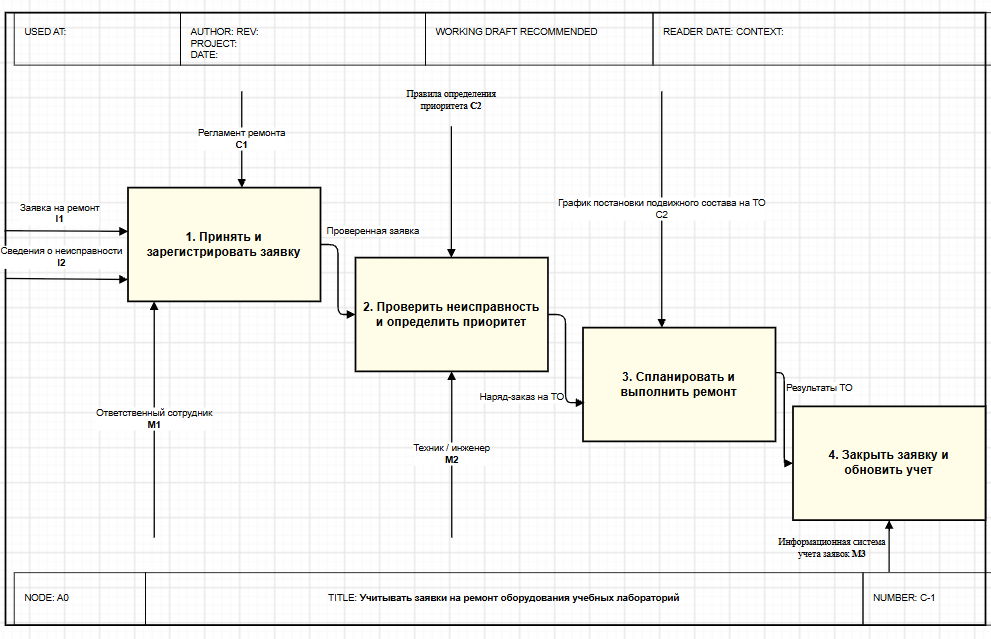 USED AT:
AUTHOR: REV:
PROJECT:
DATE:
WORKING DRAFT RECOMMENDED
READER DATE: CONTEXT:
Правила определения
приоритета C2
Регламент ремонта
C1
График постановки подвижного состава на ТО
C2
Заявка на ремонт
I1
Сведения о неисправности
I2
1. Принять и
зарегистрировать заявку
Проверенная заявка
2. Проверить неисправность
и определить приоритет
3. Спланировать и
выполнить ремонт
Наряд-заказ на ТО
Результаты ТО
Ответственный сотрудник
M1
Техник / инженер
M2
4. Закрыть заявку и
обновить учет
Информационная система
учета заявок М3
NODE: A0
TITLE: Учитывать заявки на ремонт оборудования учебных лабораторий
NUMBER: C-1